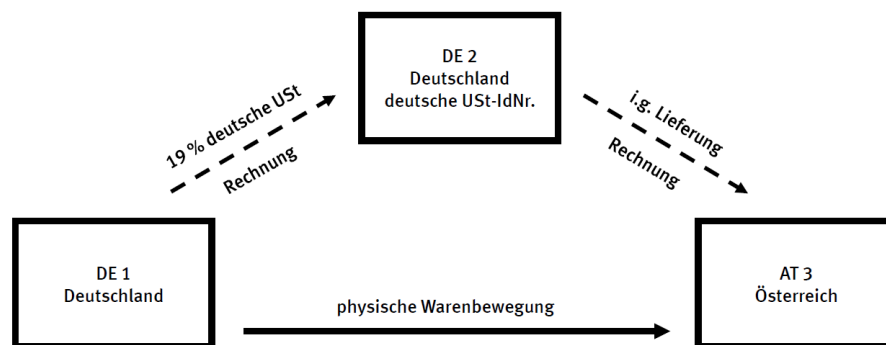 DE 2
Deutschland
deutsche USt-IdNr.
19 % deutsche USt
Rechnung
i.g. Lieferung
Rechnung
DE 1
Deutschland
physische Warenbewegung
AT 3
Österreich